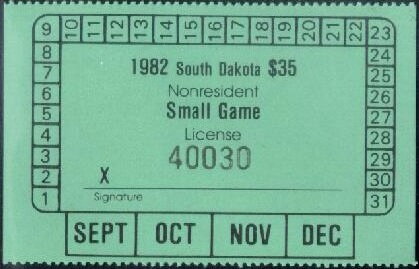 9 10 11 12 13 14 15 16 17 18 19 20 21 22 23
8 24
7 1982 South Dakota $35 25
6 Nonresident 26
5 Small Game 27
4 License 28
3 40030 29
2 X 30
1 Signature 31
SEPT OCT NOV DEC